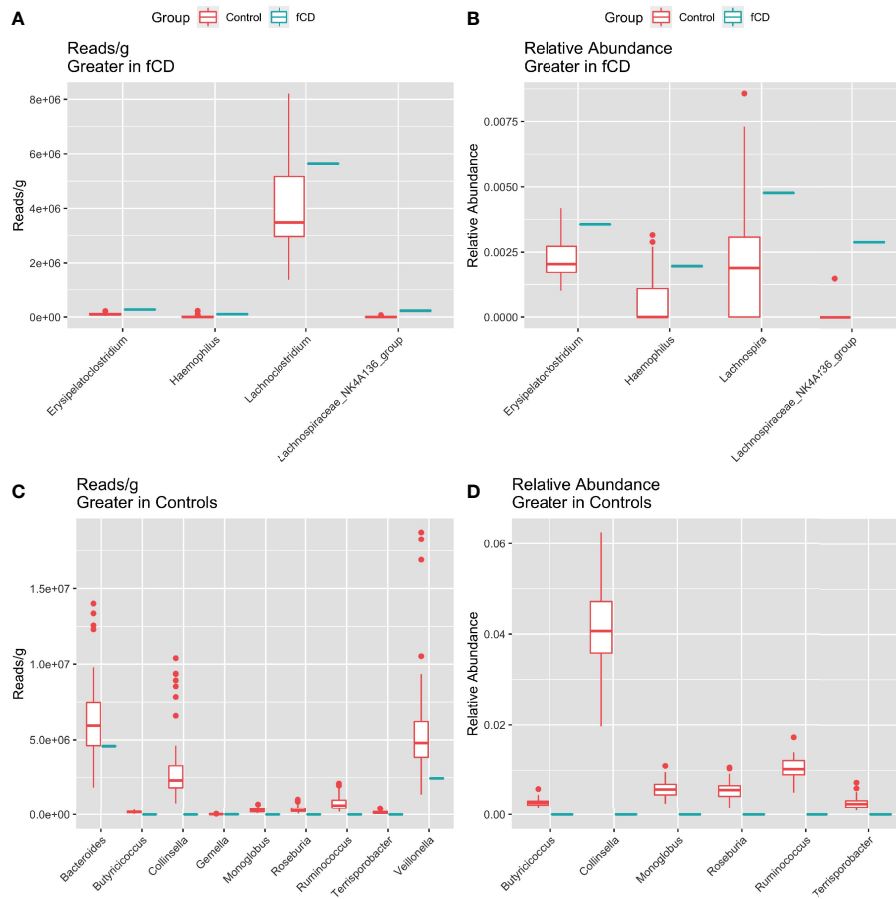 A
Group Control fCD
Reads/g
Greater in fCD
8e+06
6e+06
4e+06
2e+06
0e+00
Reads/g
Erysipelatoclostridium
Haemophilus
Lachnoclostridium
Lachnospiraceae_NK4A136_group
B
Group Control fCD
Relative Abundance
Greater in fCD
0.0075
0.0050
0.0025
0.0000
Relative Abundance
Erysipelatoclostridium
Haemophilus
Lachnospira
Lachnospiraceae_NK4A136_group
C
Reads/g
Greater in Controls
1.5e+07
1.0e+07
5.0e+06
0.0e+00
Reads/g
Bacteroides
Butyricicoccus
Collinsella
Gemella
Monoglobus
Roseburia
Ruminococcus
Terrisporobacter
Veillonella
D
Relative Abundance
Greater in Controls
0.06
0.04
0.02
0.00
Relative Abundance
Butyricicoccus
Collinsella
Monoglobus
Roseburia
Ruminococcus
Terrisporobacter